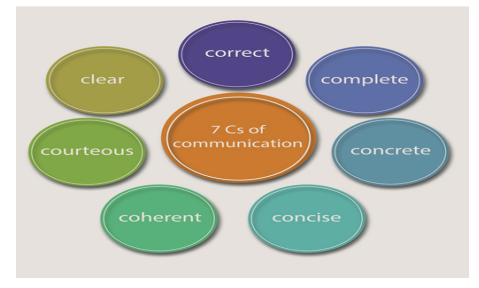 correct
clear
complete
7 Cs of
communication
courteous
concrete
coherent
concise